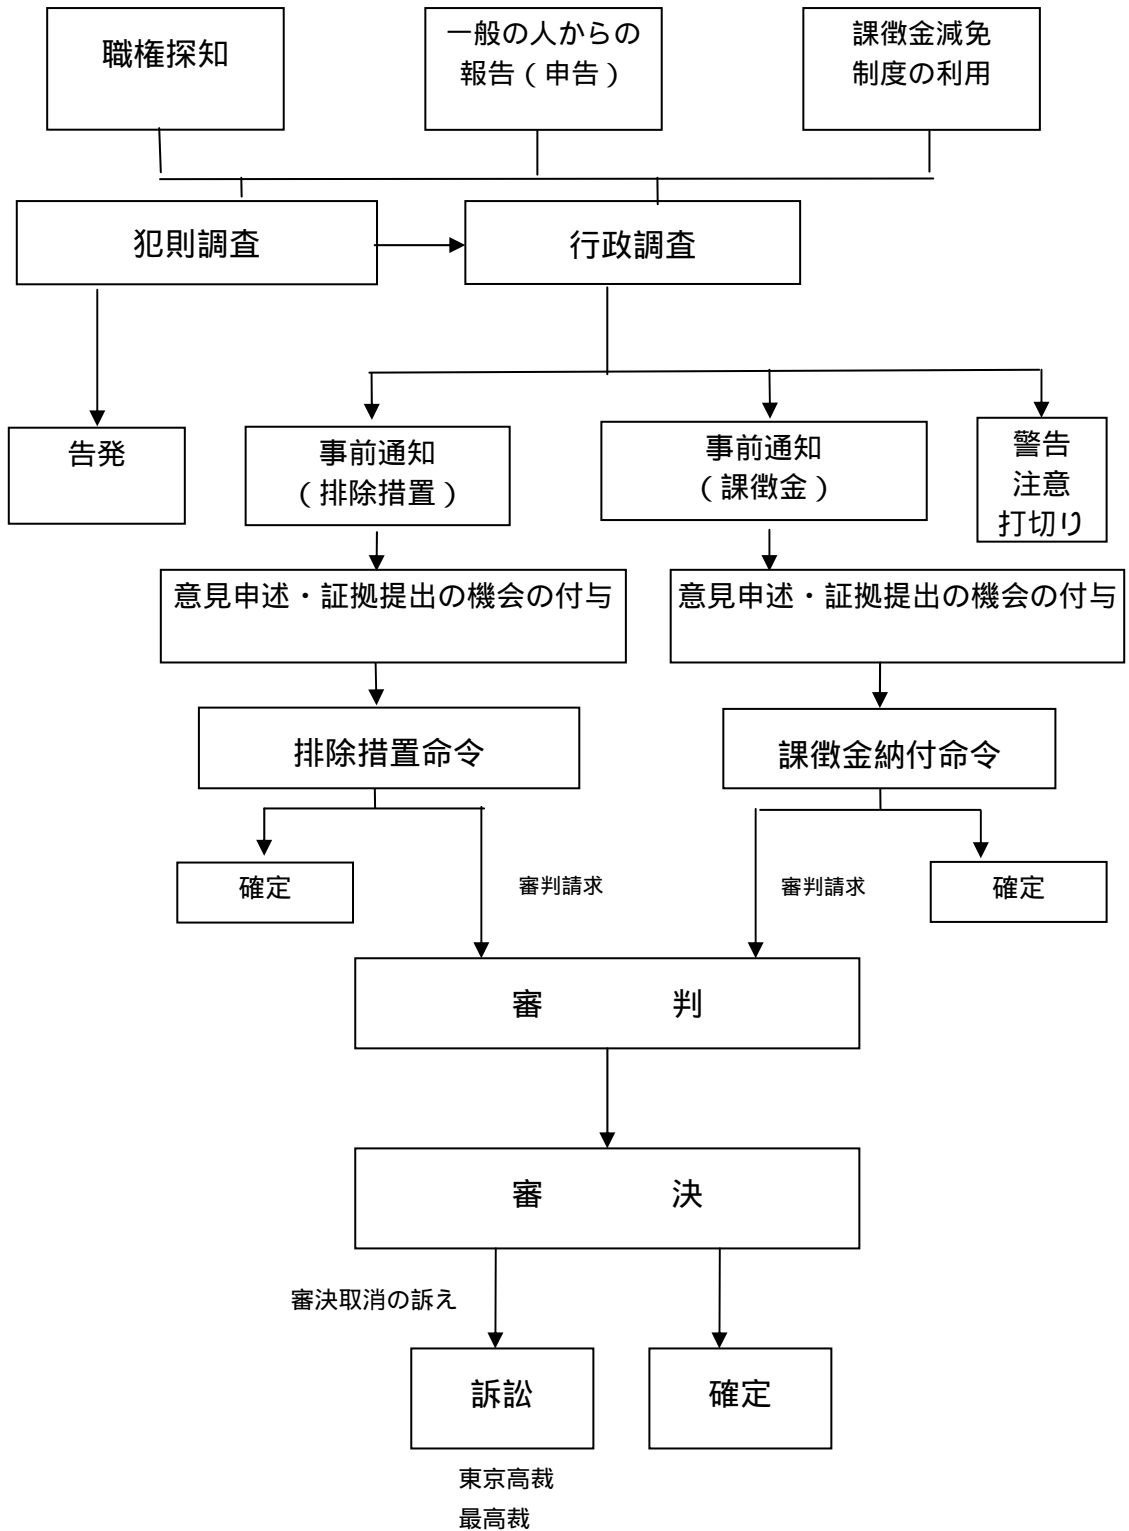 職権探知
一般の人からの
報告(申告)
課徴金減免
制度の利用
犯則調査
行政調査
告発
事前通知
(排除措置)
事前通知
(課徴金)
警告
注意
打切り
意見申述・証拠提出の機会の付与
意見申述・証拠提出の機会の付与
排除措置命令
課徴金納付命令
確定
審判請求
審判請求
確定
審 判
審 決
審決取消の訴え
訴訟
確定
東京高裁
最高裁